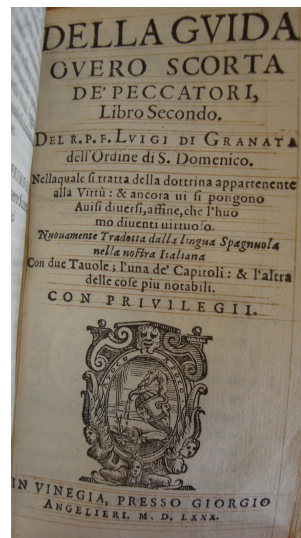 DELLA GVIDA
OVERO SCORTA
DE' PECCATORI,
Libro Secondo.
DEL R. P. F. LVIGI DI GRANATA
dell'Ordine di S. Domenico.
Nellaquale si tratta della dottrina appartenente
alla Virtù: & ancora ui si pongono
Auisi diuersi, affine, che l'huo
mo diuenti uirtuoso.
Nuouamente Tradotta dalla lingua Spagnuola
nella nostra Italiana
Con due Tauole; l'una de' Capitoli: & l'altra
delle cose piu notabili.
CON PRIVILEGII.
IN VINEGIA, PRESSO GIORGIO
ANGELIERI, M. D. LXXX.